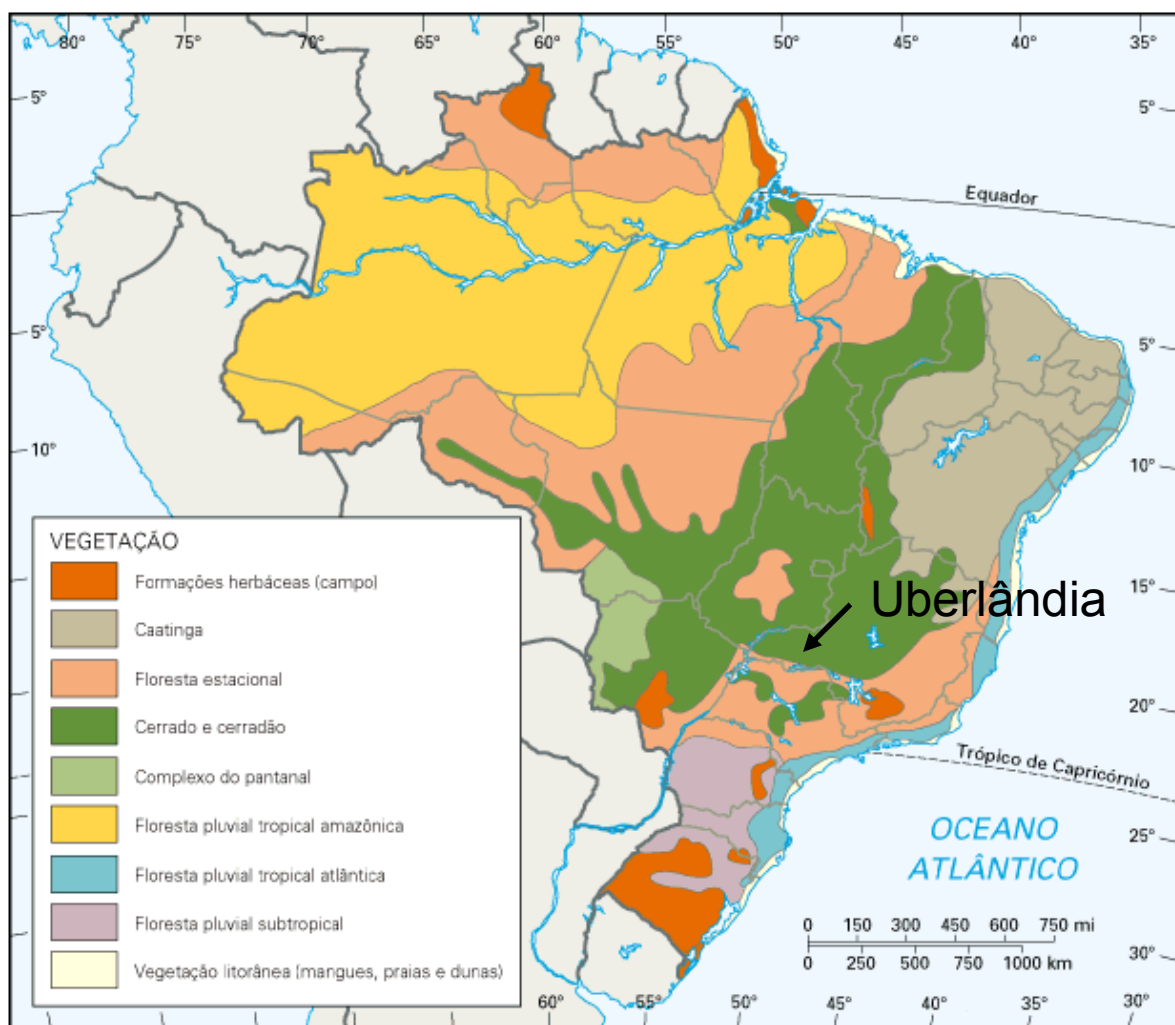 80° 75° 70° 65° 60° 55° 50° 45° 40° 35°
5° 5°
Equador
5° 5°
10° 10°
VEGETAÇÃO
Formações herbáceas (campo)
Caatinga
Floresta estacional
Cerrado e cerradão
Complexo do pantanal
Floresta pluvial tropical amazônica
Floresta pluvial tropical atlântica
Floresta pluvial subtropical
Vegetação litorânea (mangues, praias e dunas)
15°
Uberlândia
20°
Trópico de Capricórnio
OCEANO
ATLÂNTICO
25°
0 150 300 450 600 750 mi
0 250 500 750 1000 km
30°
60° 55° 50° 45° 40° 35° 30°